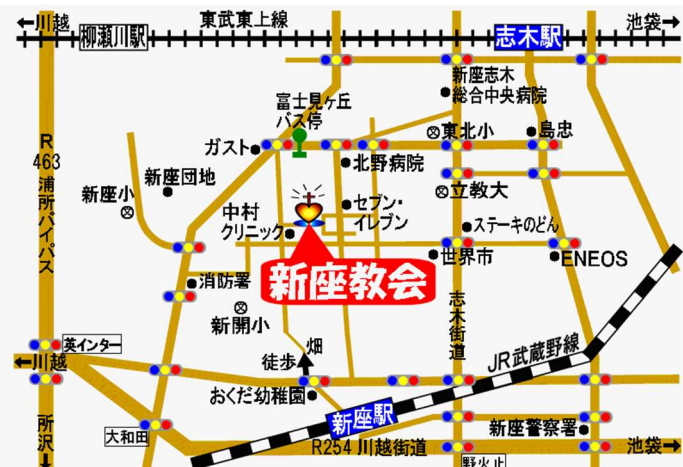 ←川越
柳瀬川駅
東武東上線
志木駅
池袋→
新座志木
総合中央病院
富士見ヶ丘
バス停
東北小
島忠
ガスト
北野病院
R
463
浦所バイパス
新座小
新座団地
立教大
セブン・
イレブン
中村
クリニック
ステーキのどん
世界市
ENEOS
新座教会
消防署
新開小
志木街道
JR武蔵野線
英インター
←川越
畑
徒歩
おくだ幼稚園
新座駅
大和田
所沢
R254 川越街道
新座警察署
池袋→
野火止